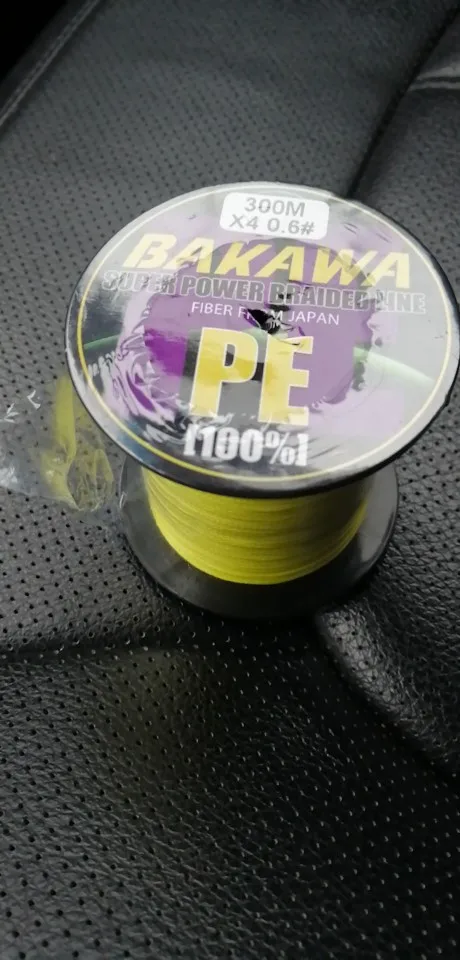 300M
X4 0.6#
BAKAWA
SUPER POWER BRAIDED LINE
FIBER FROM JAPAN
PE
[100%]